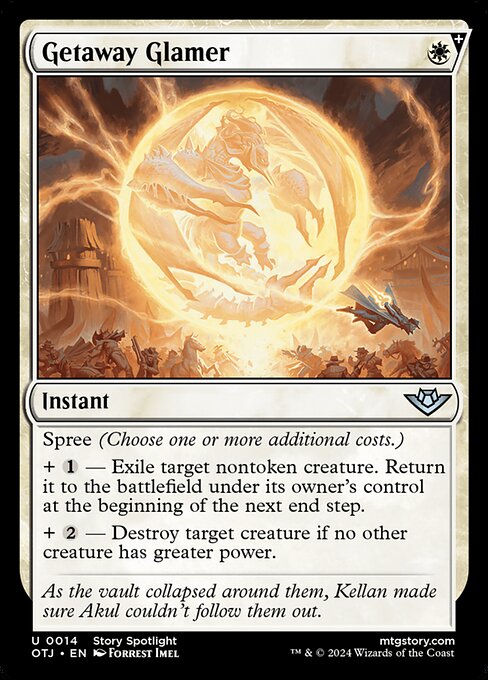 Getaway Glamer
Instant
Spree (Choose one or more additional costs.)
+ 1 — Exile target nontoken creature. Return
it to the battlefield under its owner's control
at the beginning of the next end step.
+ 2 — Destroy target creature if no other
creature has greater power.
As the vault collapsed around them, Kellan made
sure Akul couldn't follow them out.
U 0014 Story Spotlight mtgstory.com
OTJ • EN Forrest Imel ™ & © 2024 Wizards of the Coast